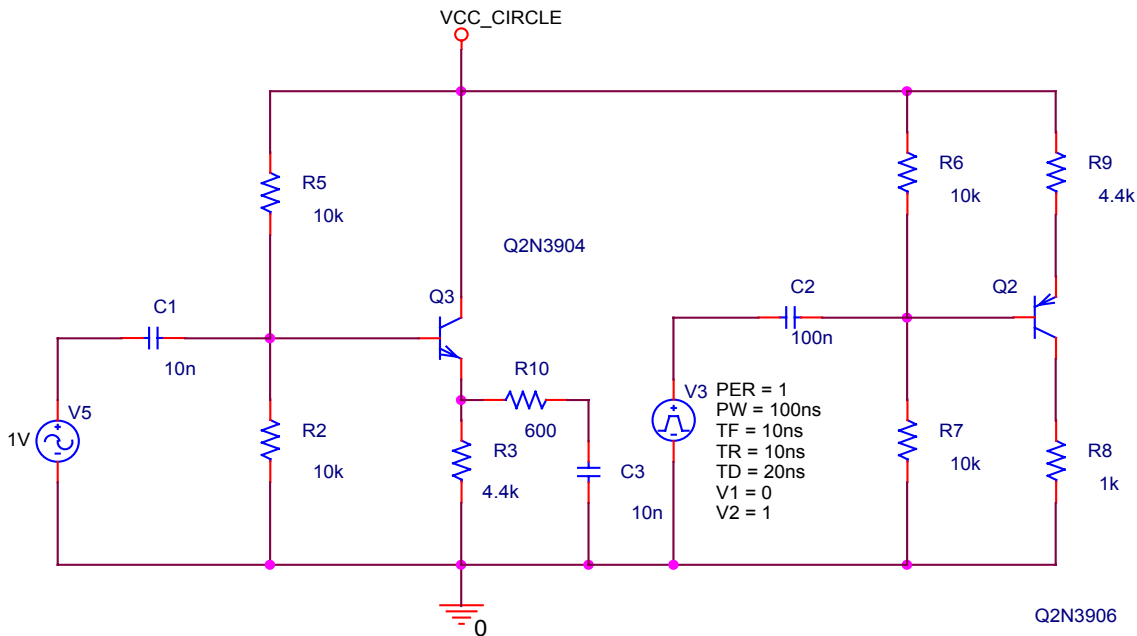 VCC_CIRCLE
R5
10k
R6
10k
R9
4.4k
Q2N3904
Q3
C1
10n
C2
100n
Q2
R10
600
V5
1V
R2
10k
R3
4.4k
C3
10n
V3
PER = 1
PW = 100ns
TF = 10ns
TR = 10ns
TD = 20ns
V1 = 0
V2 = 1
R7
10k
R8
1k
0
Q2N3906